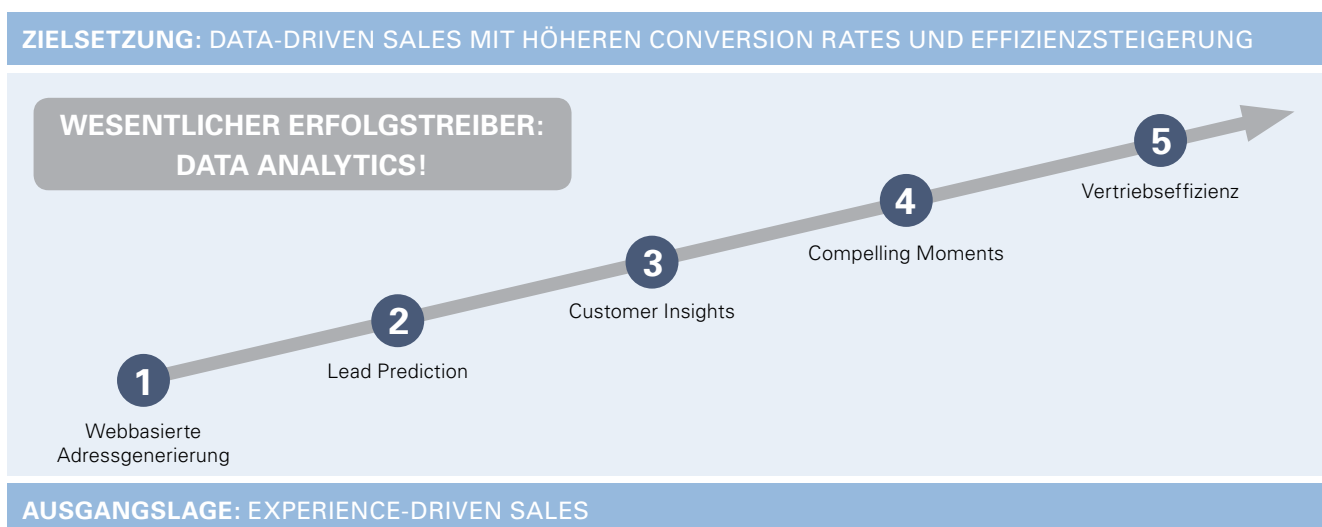 ZIELSETZUNG: DATA-DRIVEN SALES MIT HÖHEREN CONVERSION RATES UND EFFIZIENZSTEIGERUNG
WESENTLICHER ERFOLGSTREIBER:
DATA ANALYTICS!
1
Webbasierte
Adressgenerierung
2
Lead Prediction
3
Customer Insights
4
Compelling Moments
5
Vertriebseffizienz
AUSGANGSLAGE: EXPERIENCE-DRIVEN SALES